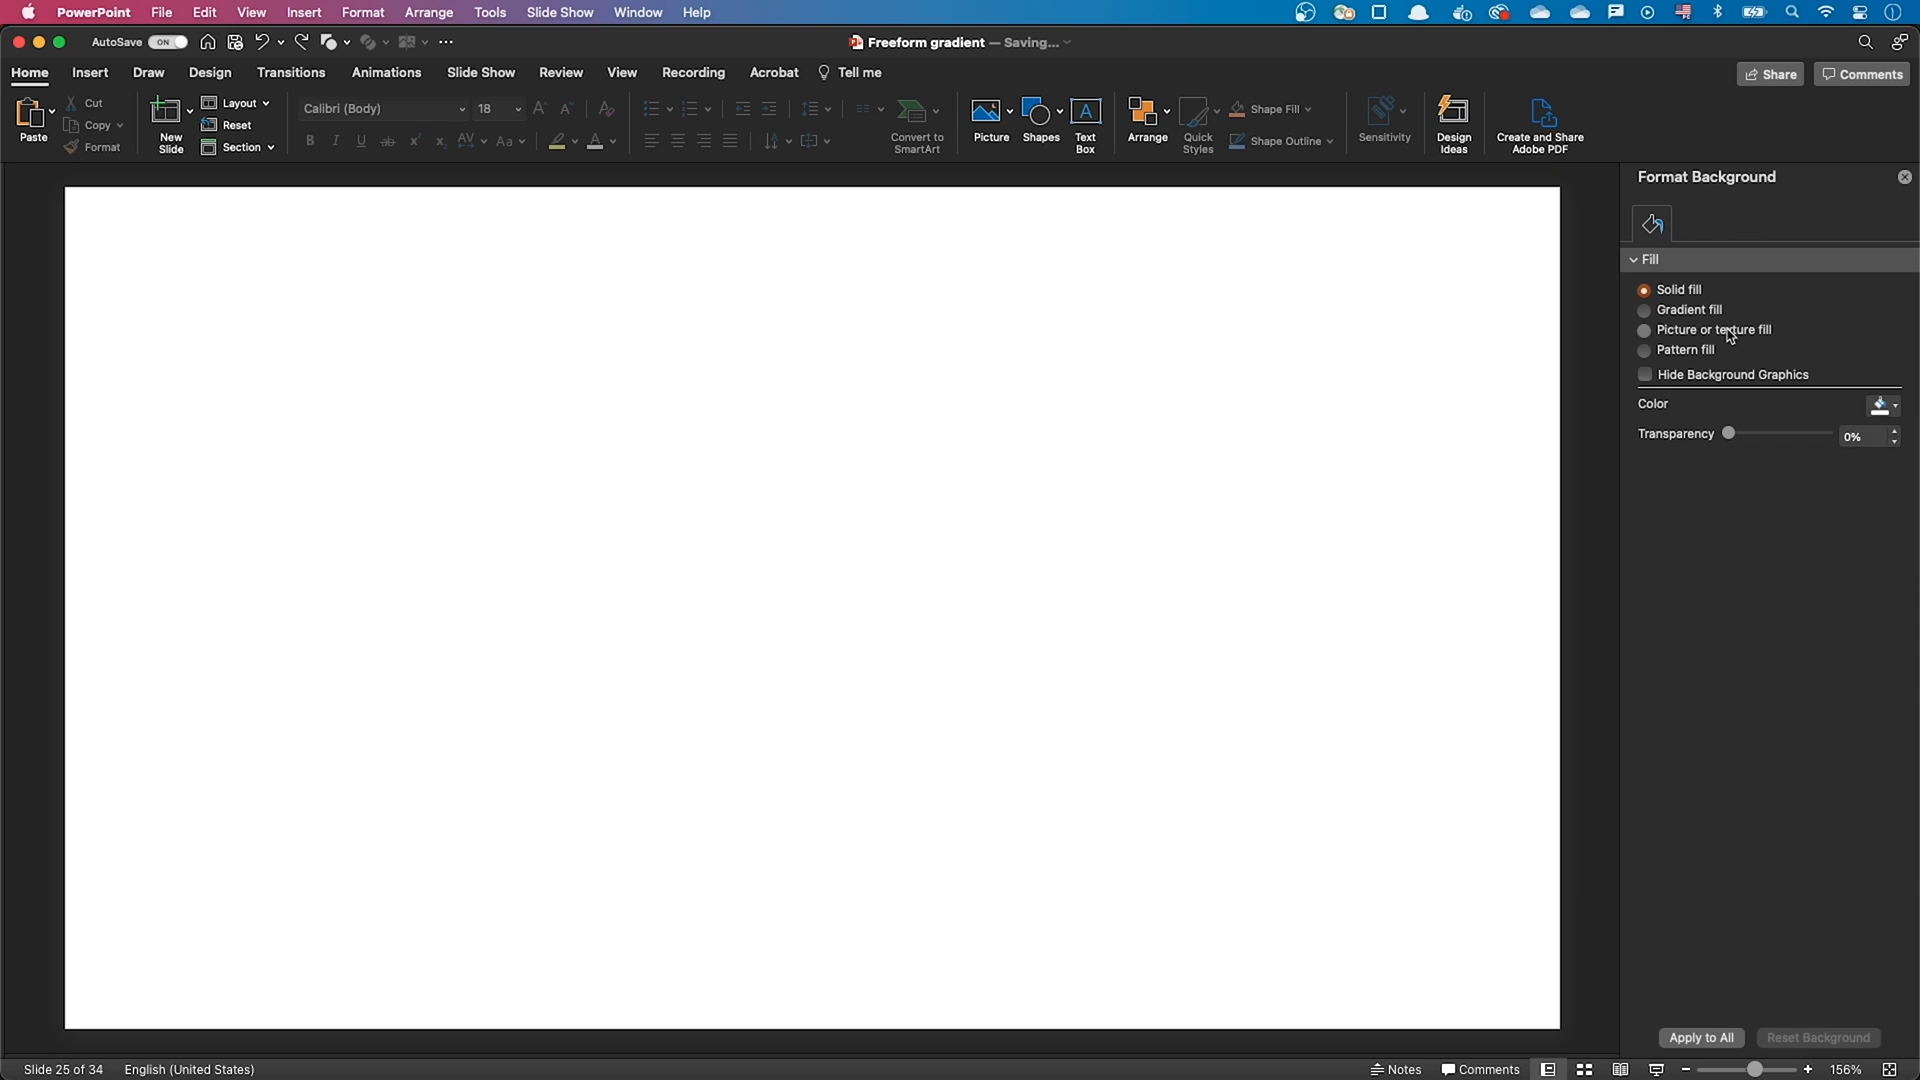 PowerPoint File Edit View Insert Format Arrange Tools Slide Show Window Help
AutoSave ON Freeform gradient — Saving...
Home Insert Draw Design Transitions Animations Slide Show Review View Recording Acrobat Tell me Share Comments
Paste Cut Copy Format
New Slide Layout Reset Section
Calibri (Body) 18
Convert to SmartArt
Picture Shapes Text Box
Arrange Quick Styles Shape Fill Shape Outline
Sensitivity
Design Ideas
Create and Share Adobe PDF
Format Background
Fill
Solid fill
Gradient fill
Picture or texture fill
Pattern fill
Hide Background Graphics
Color
Transparency 0%
Apply to All Reset Background
Slide 25 of 34 English (United States) Notes Comments 156%